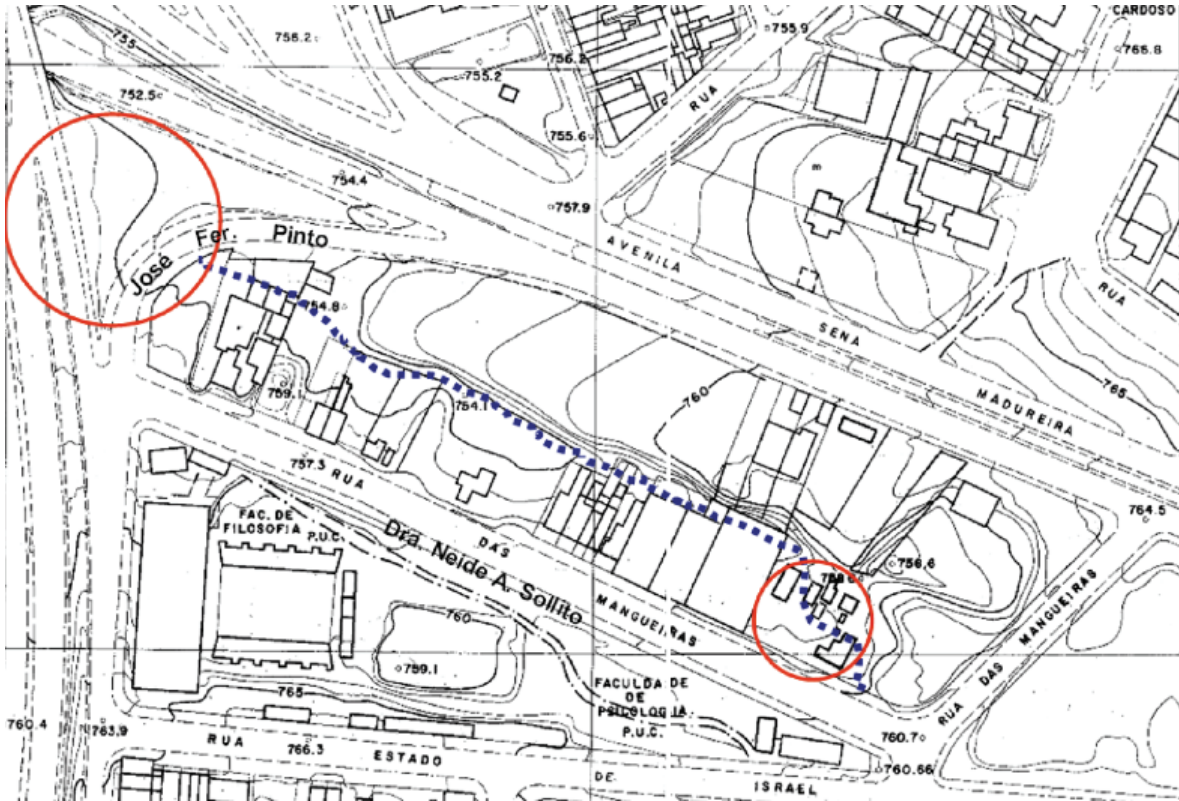 CARDOSO
755
756.2
755.9
765.8
755.2
756.2
752.5
RUA
755.6
754.4
757.9
José Fer. Pinto
AVENILA SENA MADUREIRA
RUA
754.8
765
760
759.1
754.1
757.3
RUA DAS MANGUEIRAS
764.5
FAC. DE
FILOSOFIA
P.U.C.
Dra. Neide A. Sollito
756.6
760
759.1
RUA DAS MANGUEIRAS
FACULDA DE
DE
PSICOLOGIA
P.U.C.
765
760.4
763.9
766.3
760.7
760.66
RUA ESTADO DE ISRAEL